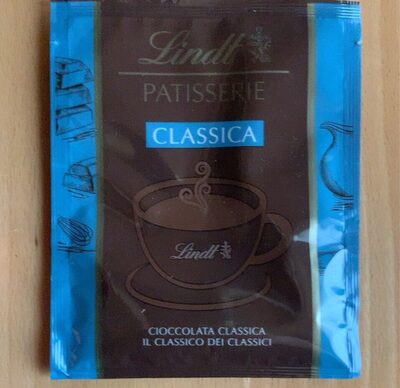 Lindt
PATISSERIE
CLASSICA
Lindt
CIOCCOLATA CLASSICA
IL CLASSICO DEI CLASSICI